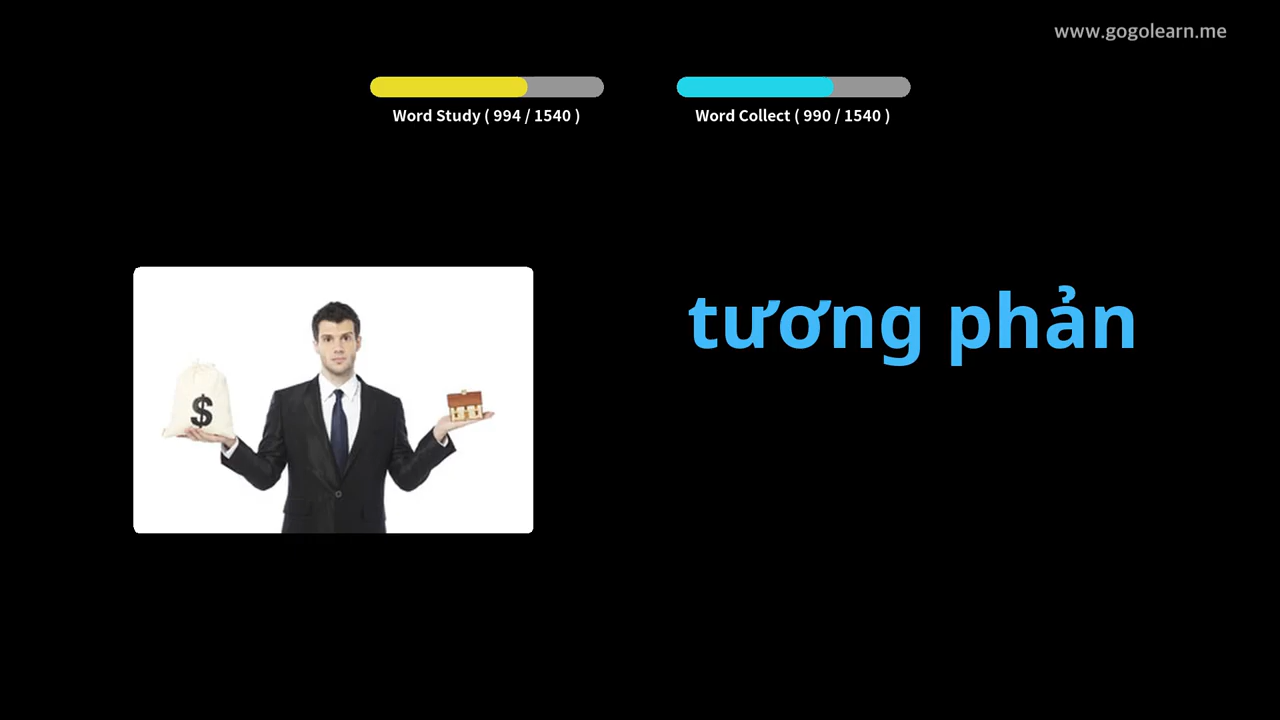 www.gogolearn.me
Word Study ( 994 / 1540 )
Word Collect ( 990 / 1540 )
$
tương phản